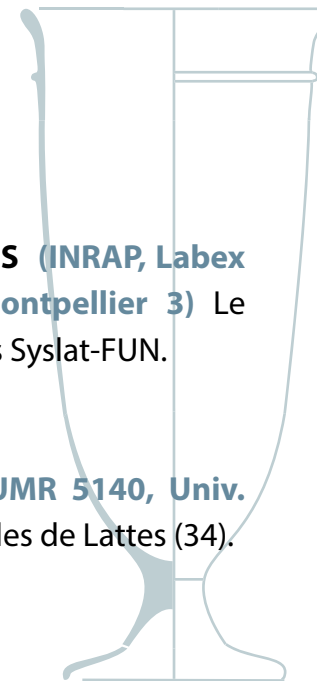 S (INRAP, Labex
ontpellier 3) Le
s Syslat-FUN.
UMR 5140, Univ.
les de Lattes (34).